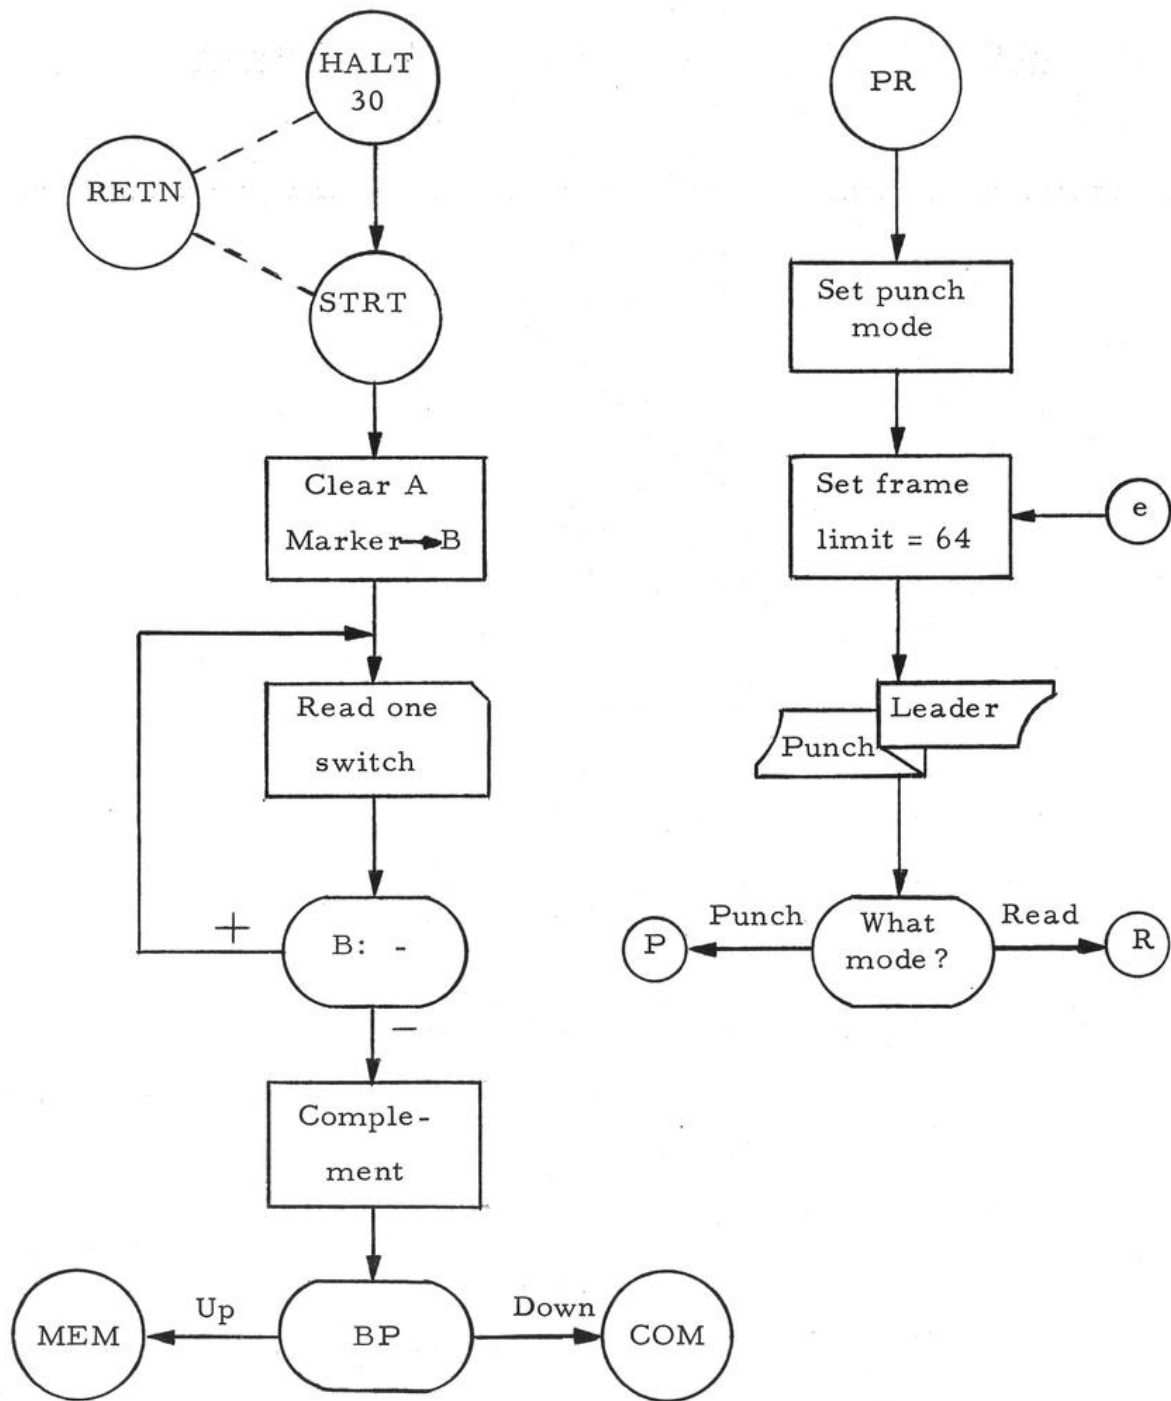 HALT
30
RETN
STRT
Clear A
Marker→B
Read one
switch
+
B: -
-
Comple-
ment
Up
Down
MEM
BP
COM
PR
Set punch
mode
Set frame
limit = 64
e
Leader
Punch
Punch
What
mode?
Read
P
R